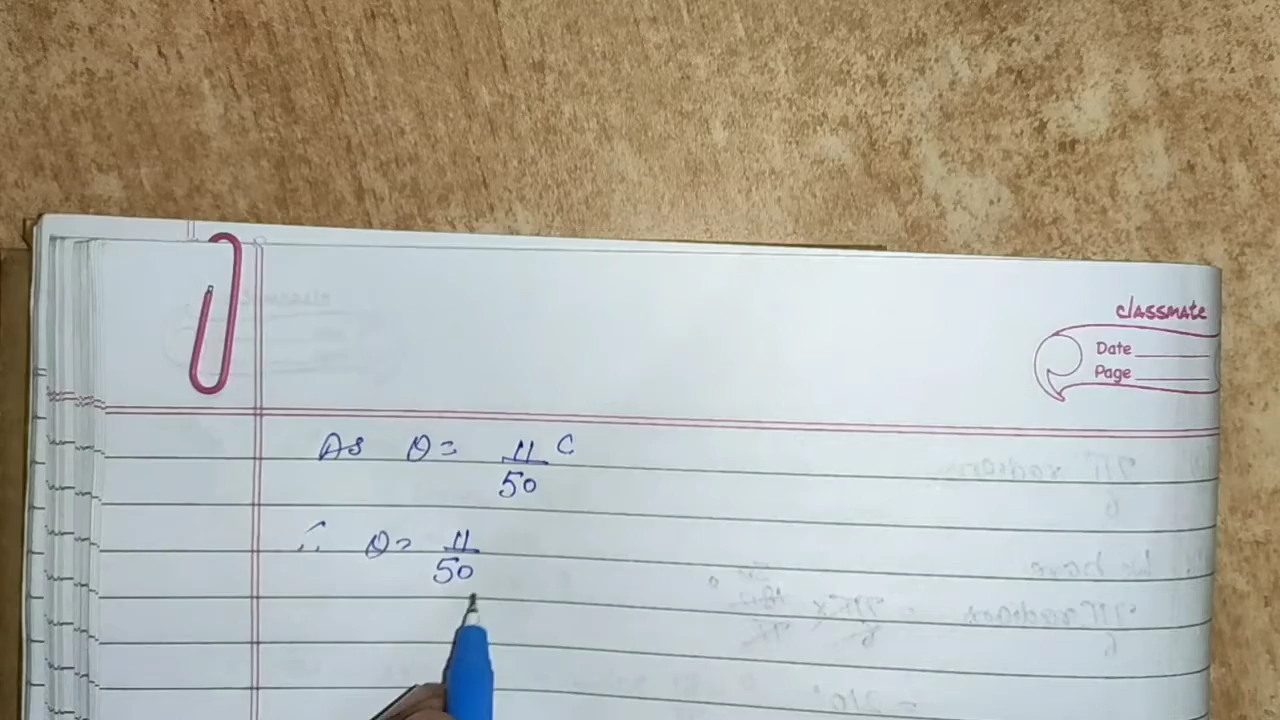 classmate
Date
Page
As θ = 11/50 ᶜ
∴ θ = 11/50